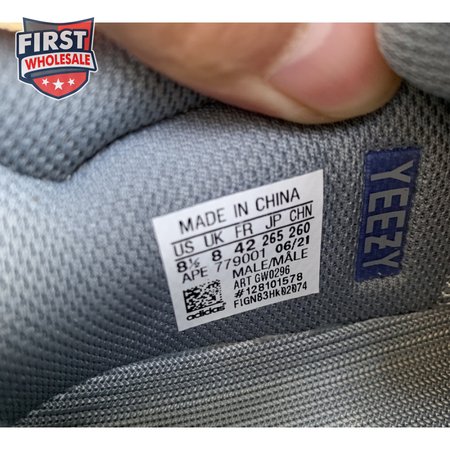 FIRST
WHOLESALE
MADE IN CHINA
US UK FR JP CHN
8½ 8 42 265 260
APE 779001 06/21
MALE/MÂLE
ART GW0296
#128101578
F1GN83HKD2074
adidas
YEEZY